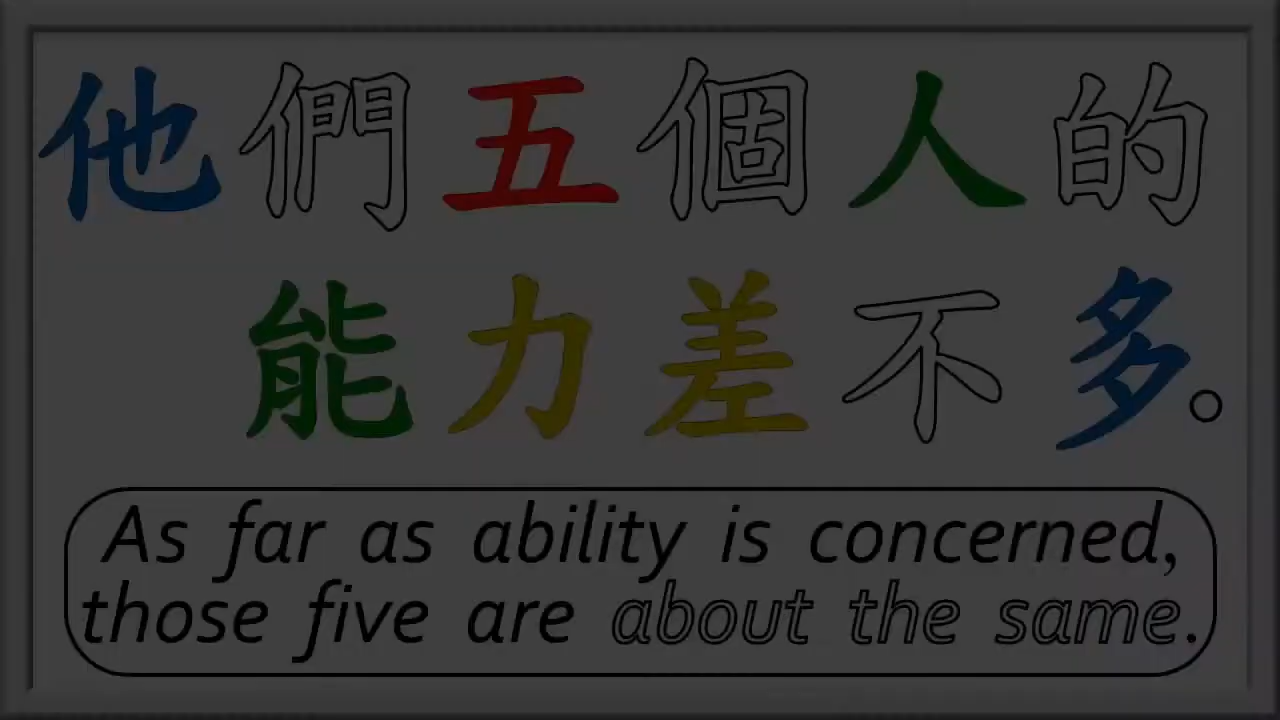 他們五個人的
能力差不多。
As far as ability is concerned,
those five are about the same.